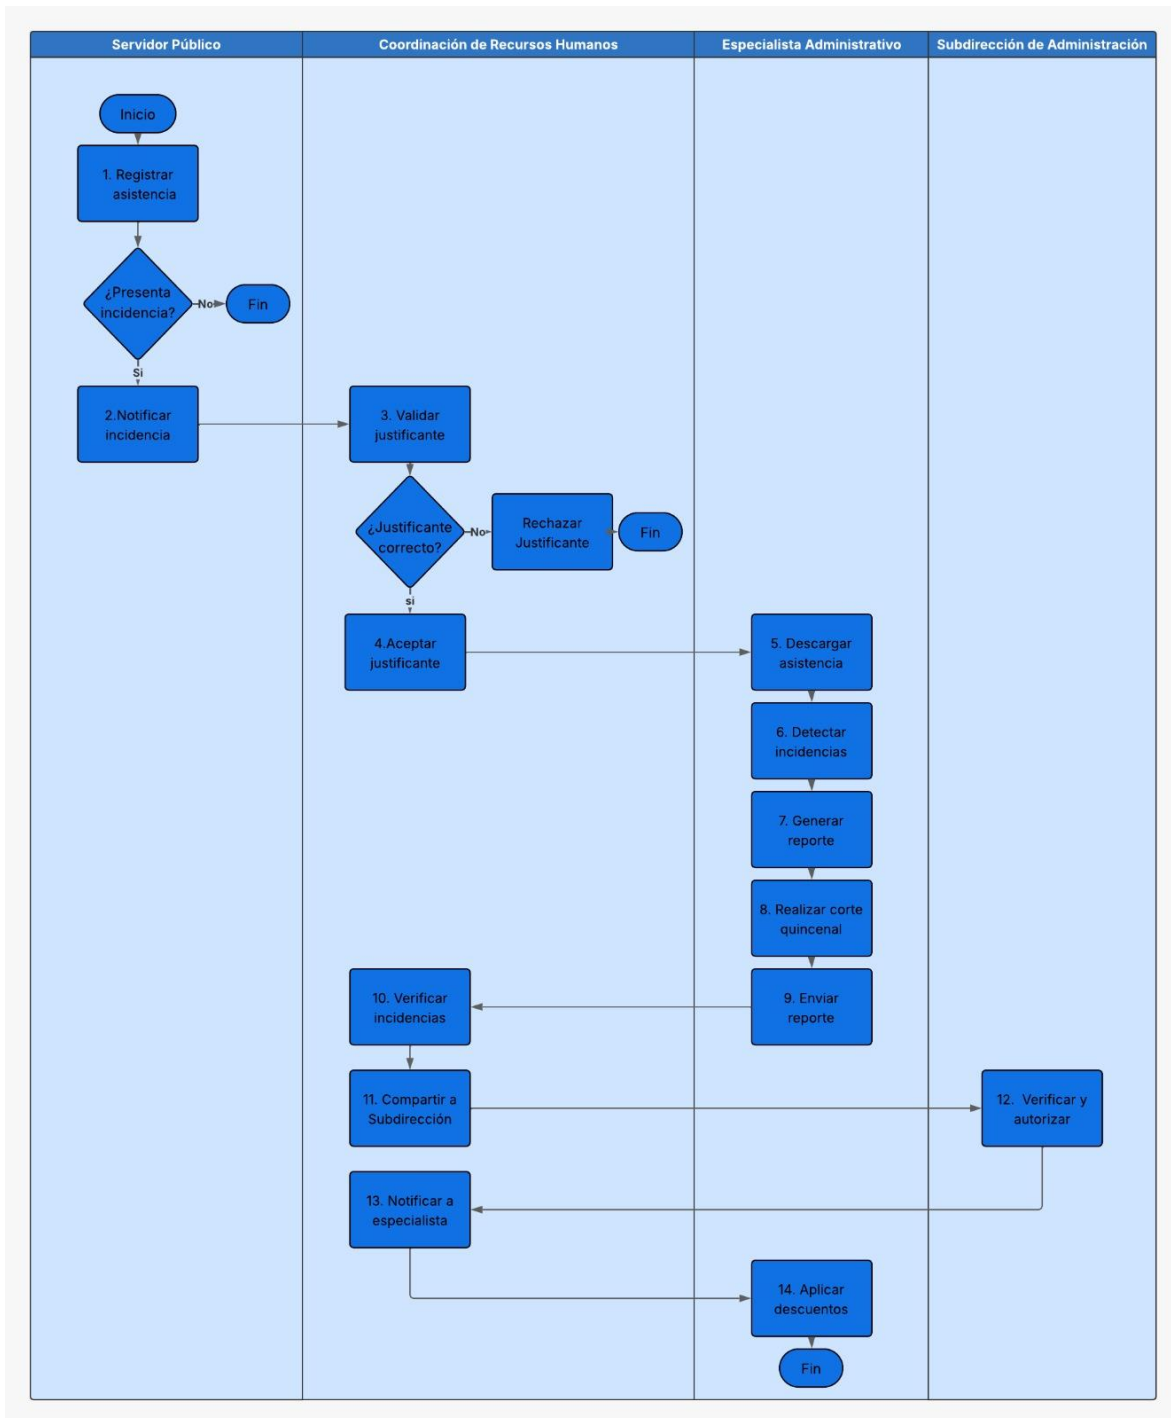 Servidor Público
Coordinación de Recursos Humanos
Especialista Administrativo
Subdirección de Administración
Inicio
1. Registrar
asistencia
¿Presenta
incidencia?
No
Fin
Si
2.Notificar
incidencia
3. Validar
justificante
¿Justificante
correcto?
No
Rechazar
Justificante
Fin
si
4.Aceptar
justificante
5. Descargar
asistencia
6. Detectar
incidencias
7. Generar
reporte
8. Realizar corte
quincenal
9. Enviar
reporte
10. Verificar
incidencias
11. Compartir a
Subdirección
12. Verificar y
autorizar
13. Notificar a
especialista
14. Aplicar
descuentos
Fin